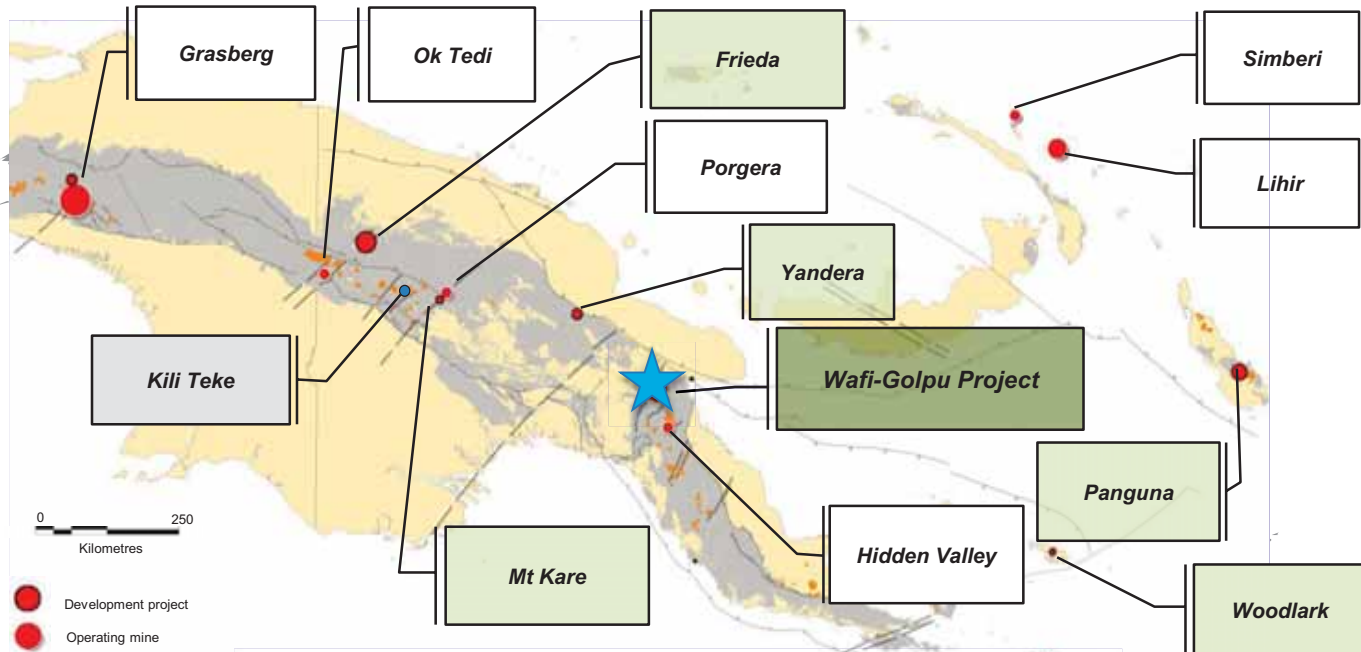 Grasberg
Ok Tedi
Frieda
Simberi
Porgera
Lihir
Yandera
Kili Teke
Wafi-Golpu Project
Panguna
0 250
Kilometres
Mt Kare
Hidden Valley
Woodlark
Development project
Operating mine